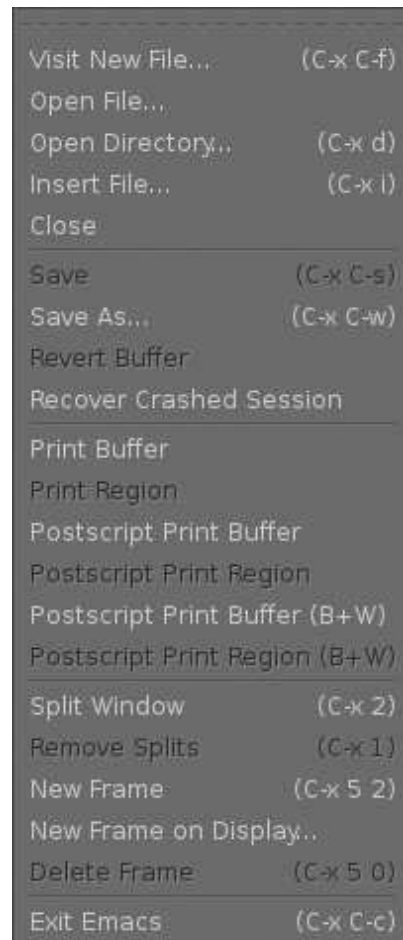 Visit New File... (C-x C-f)
Open File...
Open Directory... (C-x d)
Insert File... (C-x i)
Close
Save (C-x C-s)
Save As... (C-x C-w)
Revert Buffer
Recover Crashed Session
Print Buffer
Print Region
Postscript Print Buffer
Postscript Print Region
Postscript Print Buffer (B+W)
Postscript Print Region (B+W)
Split Window (C-x 2)
Remove Splits (C-x 1)
New Frame (C-x 5 2)
New Frame on Display...
Delete Frame (C-x 5 0)
Exit Emacs (C-x C-c)